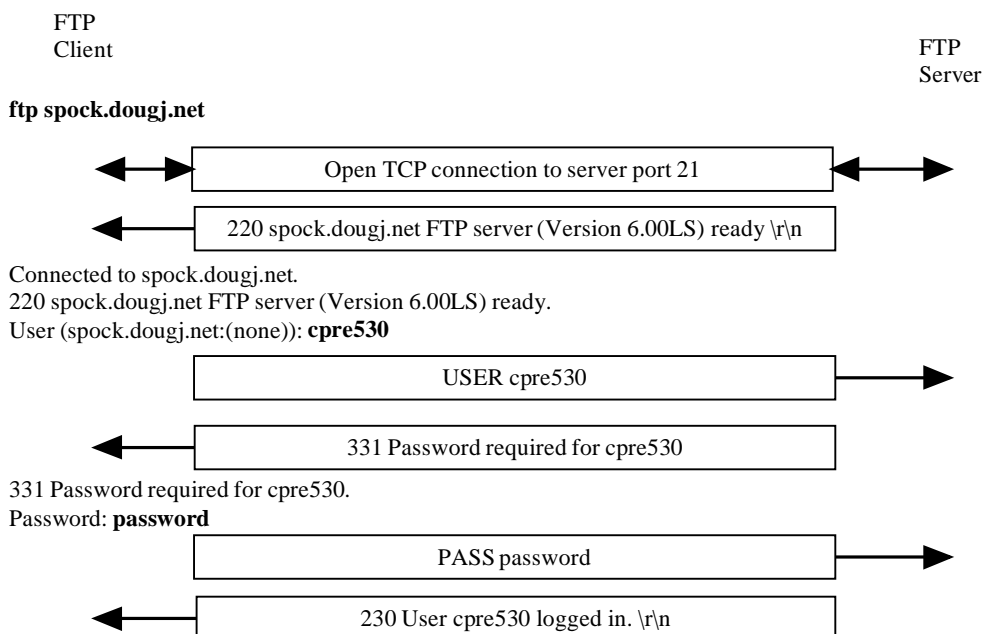 FTP
Client
FTP
Server
ftp spock.dougj.net
Open TCP connection to server port 21
220 spock.dougj.net FTP server (Version 6.00LS) ready \r\n
Connected to spock.dougj.net.
220 spock.dougj.net FTP server (Version 6.00LS) ready.
User (spock.dougj.net:(none)): cpre530
USER cpre530
331 Password required for cpre530
331 Password required for cpre530.
Password: password
PASS password
230 User cpre530 logged in. \r\n